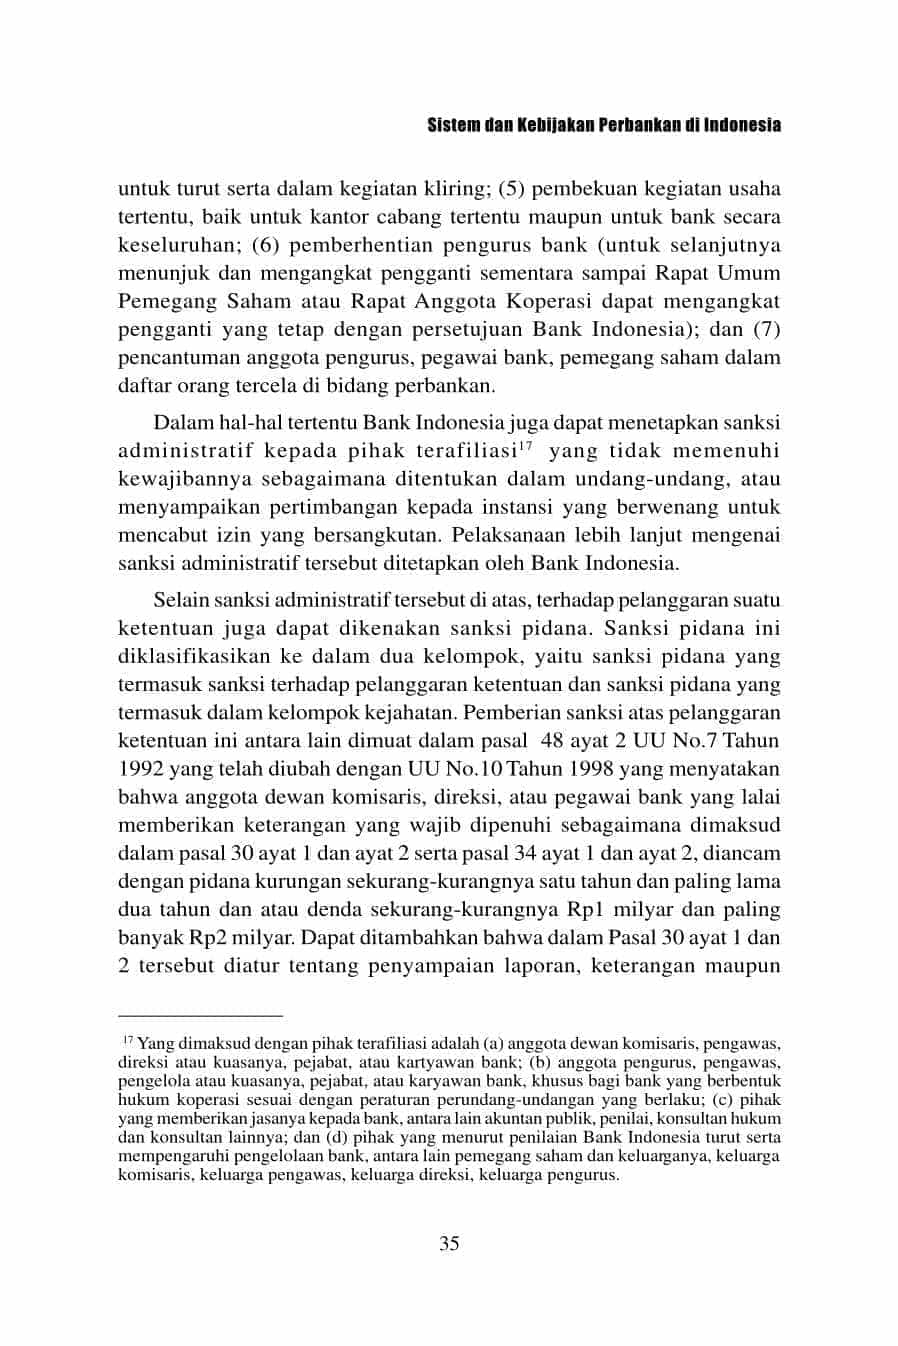 Sistem dan Kebijakan Perbankan di Indonesia
untuk turut serta dalam kegiatan kliring; (5) pembekuan kegiatan usaha
tertentu, baik untuk kantor cabang tertentu maupun untuk bank secara
keseluruhan; (6) pemberhentian pengurus bank (untuk selanjutnya
menunjuk dan mengangkat pengganti sementara sampai Rapat Umum
Pemegang Saham atau Rapat Anggota Koperasi dapat mengangkat
pengganti yang tetap dengan persetujuan Bank Indonesia); dan (7)
pencantuman anggota pengurus, pegawai bank, pemegang saham dalam
daftar orang tercela di bidang perbankan.
Dalam hal-hal tertentu Bank Indonesia juga dapat menetapkan sanksi
administratif kepada pihak terafiliasi17 yang tidak memenuhi
kewajibannya sebagaimana ditentukan dalam undang-undang, atau
menyampaikan pertimbangan kepada instansi yang berwenang untuk
mencabut izin yang bersangkutan. Pelaksanaan lebih lanjut mengenai
sanksi administratif tersebut ditetapkan oleh Bank Indonesia.
Selain sanksi administratif tersebut di atas, terhadap pelanggaran suatu
ketentuan juga dapat dikenakan sanksi pidana. Sanksi pidana ini
diklasifikasikan ke dalam dua kelompok, yaitu sanksi pidana yang
termasuk sanksi terhadap pelanggaran ketentuan dan sanksi pidana yang
termasuk dalam kelompok kejahatan. Pemberian sanksi atas pelanggaran
ketentuan ini antara lain dimuat dalam pasal 48 ayat 2 UU No.7 Tahun
1992 yang telah diubah dengan UU No.10 Tahun 1998 yang menyatakan
bahwa anggota dewan komisaris, direksi, atau pegawai bank yang lalai
memberikan keterangan yang wajib dipenuhi sebagaimana dimaksud
dalam pasal 30 ayat 1 dan ayat 2 serta pasal 34 ayat 1 dan ayat 2, diancam
dengan pidana kurungan sekurang-kurangnya satu tahun dan paling lama
dua tahun dan atau denda sekurang-kurangnya Rp1 milyar dan paling
banyak Rp2 milyar. Dapat ditambahkan bahwa dalam Pasal 30 ayat 1 dan
2 tersebut diatur tentang penyampaian laporan, keterangan maupun
17 Yang dimaksud dengan pihak terafiliasi adalah (a) anggota dewan komisaris, pengawas,
direksi atau kuasanya, pejabat, atau kartyawan bank; (b) anggota pengurus, pengawas,
pengelola atau kuasanya, pejabat, atau karyawan bank, khusus bagi bank yang berbentuk
hukum koperasi sesuai dengan peraturan perundang-undangan yang berlaku; (c) pihak
yang memberikan jasanya kepada bank, antara lain akuntan publik, penilai, konsultan hukum
dan konsultan lainnya; dan (d) pihak yang menurut penilaian Bank Indonesia turut serta
mempengaruhi pengelolaan bank, antara lain pemegang saham dan keluarganya, keluarga
komisaris, keluarga pengawas, keluarga direksi, keluarga pengurus.
35